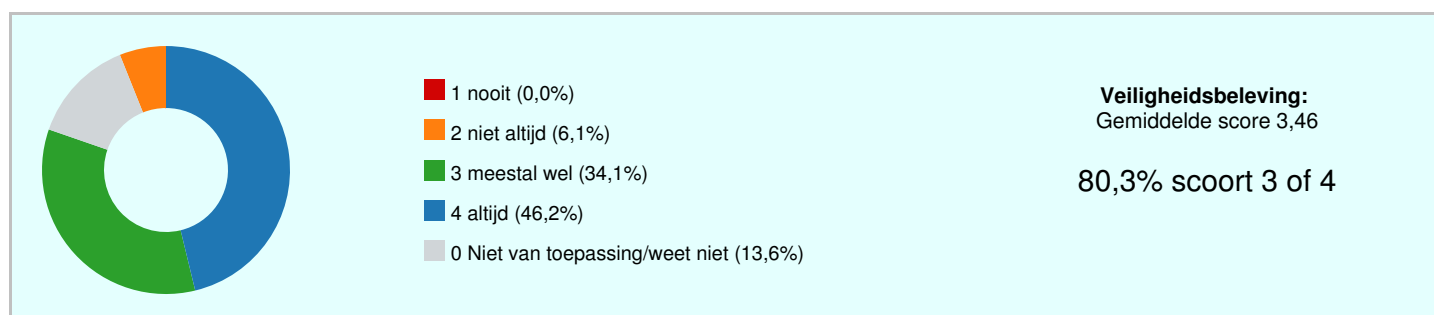 1 nooit (0,0%)
2 niet altijd (6,1%)
3 meestal wel (34,1%)
4 altijd (46,2%)
0 Niet van toepassing/weet niet (13,6%)
Veiligheidsbeleving:
Gemiddelde score 3,46
80,3% scoort 3 of 4